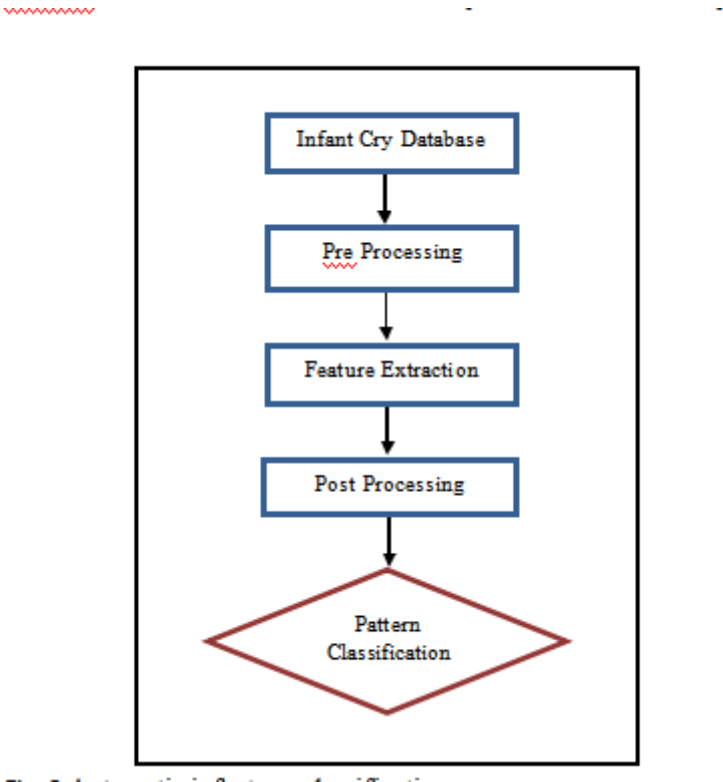 Infant Cry Database
Pre Processing
Feature Extraction
Post Processing
Pattern
Classification